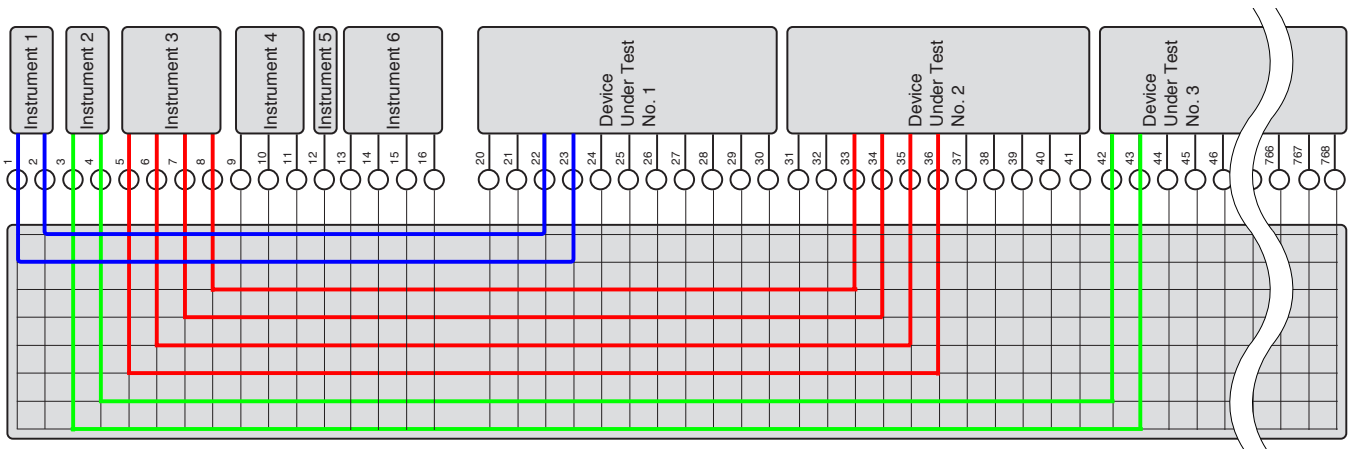 Instrument 1
Instrument 2
Instrument 3
Instrument 4
Instrument 5
Instrument 6
Device
Under Test
No. 1
Device
Under Test
No. 2
Device
Under Test
No. 3
1 2 3 4 5 6 7 8 9 10 11 12 13 14 15 16 20 21 22 23 24 25 26 27 28 29 30 31 32 33 34 35 36 37 38 39 40 41 42 43 44 45 46 766 767 768